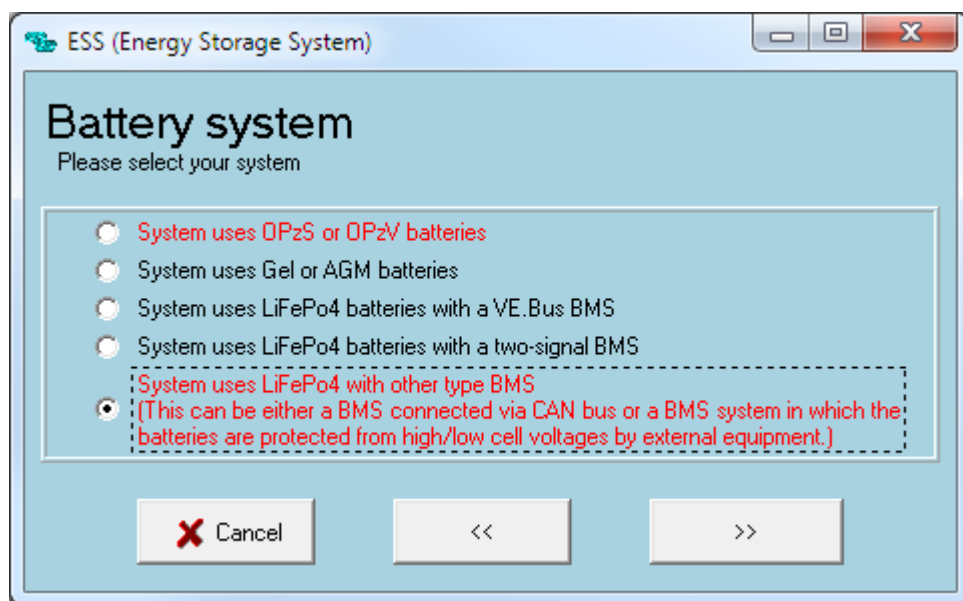 ESS (Energy Storage System)
Battery system
Please select your system
System uses OPzS or OPzV batteries
System uses Gel or AGM batteries
System uses LiFePo4 batteries with a VE.Bus BMS
System uses LiFePo4 batteries with a two-signal BMS
System uses LiFePo4 with other type BMS
(This can be either a BMS connected via CAN bus or a BMS system in which the
batteries are protected from high/low cell voltages by external equipment.)
Cancel
<<
>>